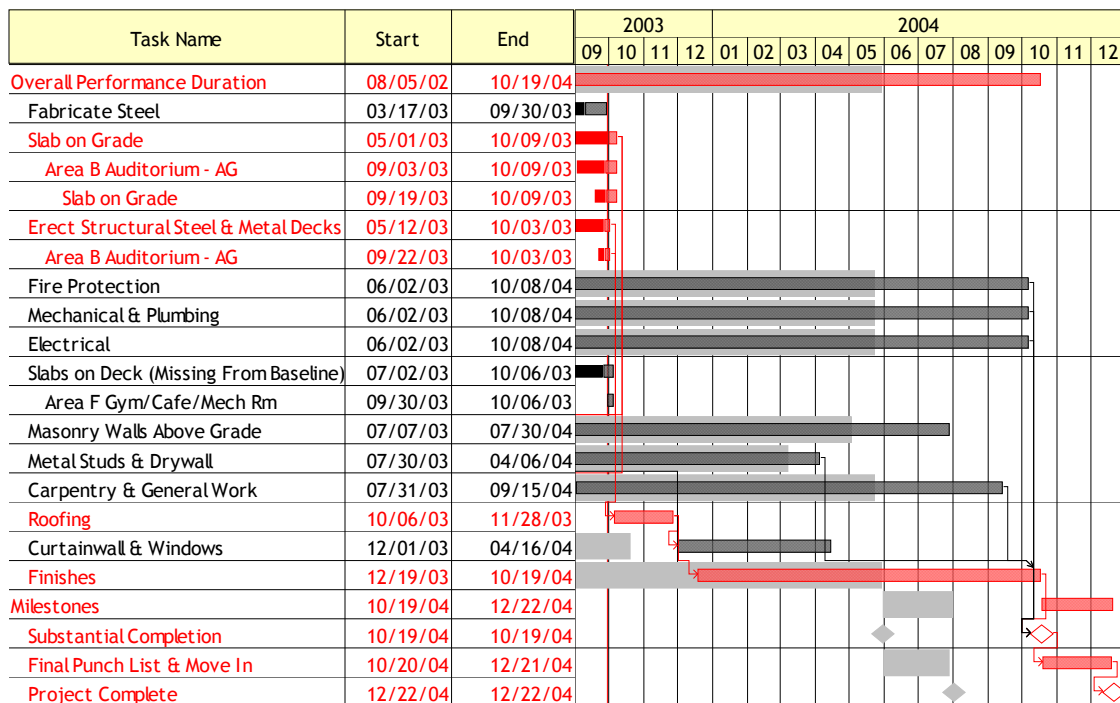 Task Name Start End 2003 2004
09 10 11 12 01 02 03 04 05 06 07 08 09 10 11 12
Overall Performance Duration 08/05/02 10/19/04
Fabricate Steel 03/17/03 09/30/03
Slab on Grade 05/01/03 10/09/03
Area B Auditorium - AG 09/03/03 10/09/03
Slab on Grade 09/19/03 10/09/03
Erect Structural Steel & Metal Decks 05/12/03 10/03/03
Area B Auditorium - AG 09/22/03 10/03/03
Fire Protection 06/02/03 10/08/04
Mechanical & Plumbing 06/02/03 10/08/04
Electrical 06/02/03 10/08/04
Slabs on Deck (Missing From Baseline) 07/02/03 10/06/03
Area F Gym/Cafe/Mech Rm 09/30/03 10/06/03
Masonry Walls Above Grade 07/07/03 07/30/04
Metal Studs & Drywall 07/30/03 04/06/04
Carpentry & General Work 07/31/03 09/15/04
Roofing 10/06/03 11/28/03
Curtainwall & Windows 12/01/03 04/16/04
Finishes 12/19/03 10/19/04
Milestones 10/19/04 12/22/04
Substantial Completion 10/19/04 10/19/04
Final Punch List & Move In 10/20/04 12/21/04
Project Complete 12/22/04 12/22/04